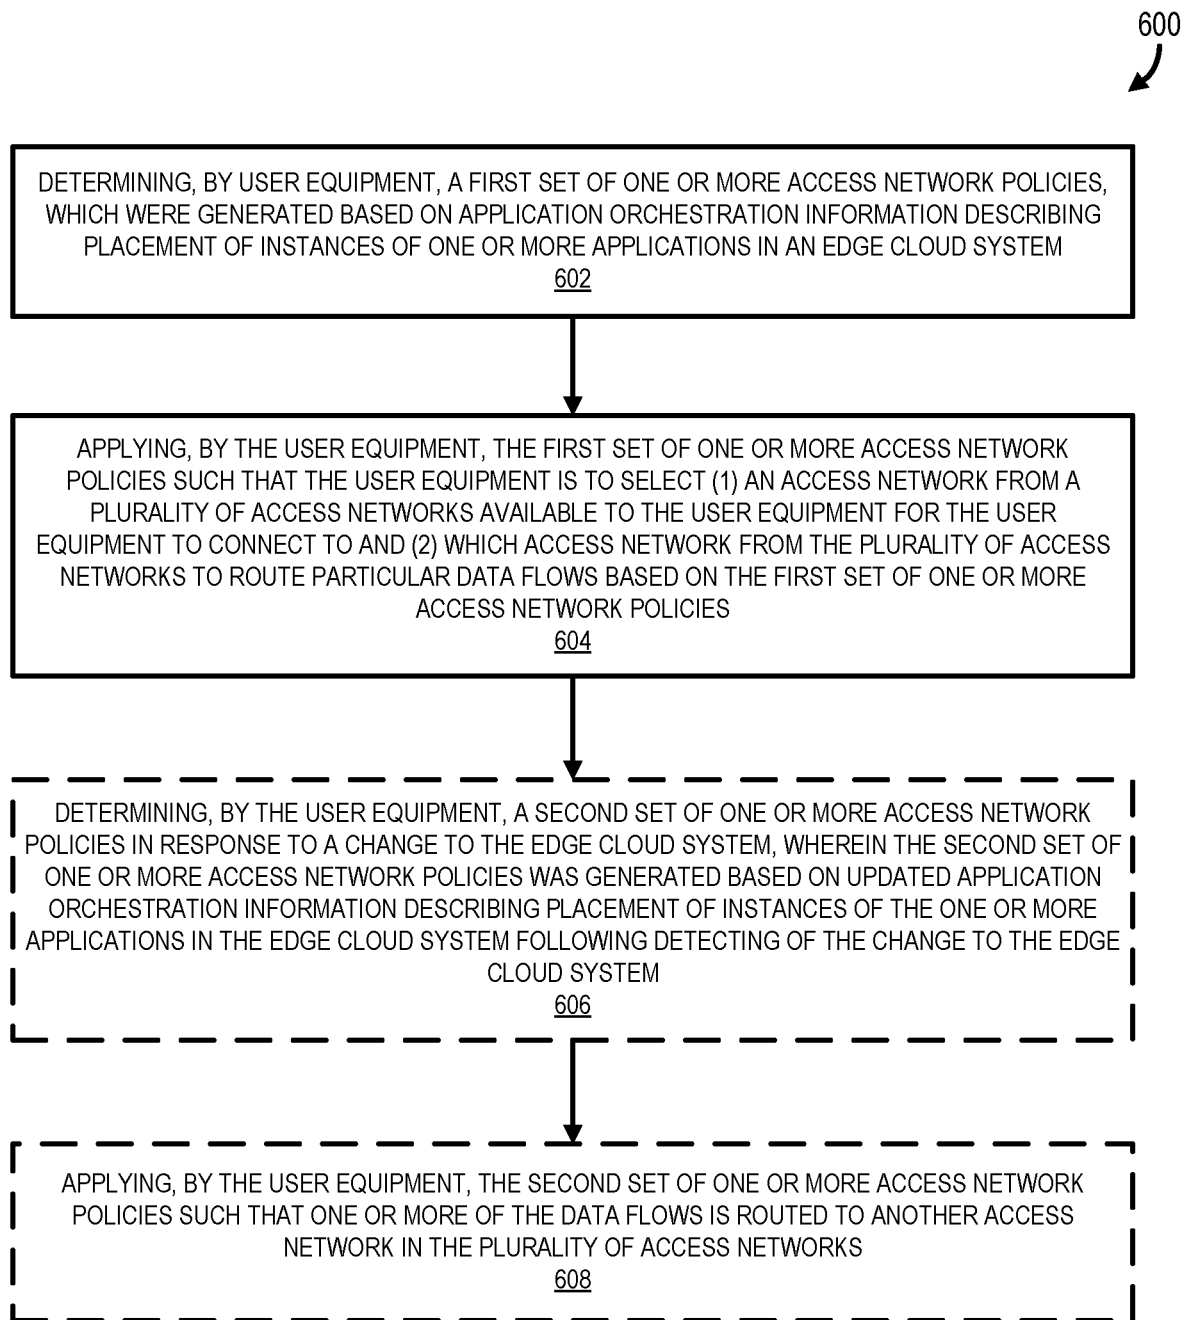 600
DETERMINING, BY USER EQUIPMENT, A FIRST SET OF ONE OR MORE ACCESS NETWORK POLICIES,
WHICH WERE GENERATED BASED ON APPLICATION ORCHESTRATION INFORMATION DESCRIBING
PLACEMENT OF INSTANCES OF ONE OR MORE APPLICATIONS IN AN EDGE CLOUD SYSTEM
602
APPLYING, BY THE USER EQUIPMENT, THE FIRST SET OF ONE OR MORE ACCESS NETWORK
POLICIES SUCH THAT THE USER EQUIPMENT IS TO SELECT (1) AN ACCESS NETWORK FROM A
PLURALITY OF ACCESS NETWORKS AVAILABLE TO THE USER EQUIPMENT FOR THE USER
EQUIPMENT TO CONNECT TO AND (2) WHICH ACCESS NETWORK FROM THE PLURALITY OF ACCESS
NETWORKS TO ROUTE PARTICULAR DATA FLOWS BASED ON THE FIRST SET OF ONE OR MORE
ACCESS NETWORK POLICIES
604
DETERMINING, BY THE USER EQUIPMENT, A SECOND SET OF ONE OR MORE ACCESS NETWORK
POLICIES IN RESPONSE TO A CHANGE TO THE EDGE CLOUD SYSTEM, WHEREIN THE SECOND SET OF
ONE OR MORE ACCESS NETWORK POLICIES WAS GENERATED BASED ON UPDATED APPLICATION
ORCHESTRATION INFORMATION DESCRIBING PLACEMENT OF INSTANCES OF THE ONE OR MORE
APPLICATIONS IN THE EDGE CLOUD SYSTEM FOLLOWING DETECTING OF THE CHANGE TO THE EDGE
CLOUD SYSTEM
606
APPLYING, BY THE USER EQUIPMENT, THE SECOND SET OF ONE OR MORE ACCESS NETWORK
POLICIES SUCH THAT ONE OR MORE OF THE DATA FLOWS IS ROUTED TO ANOTHER ACCESS
NETWORK IN THE PLURALITY OF ACCESS NETWORKS
608